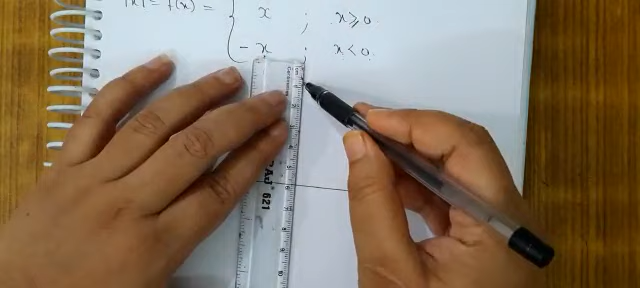 |x| = f(x) = { x ; x ≥ 0
- x ; x < 0
621